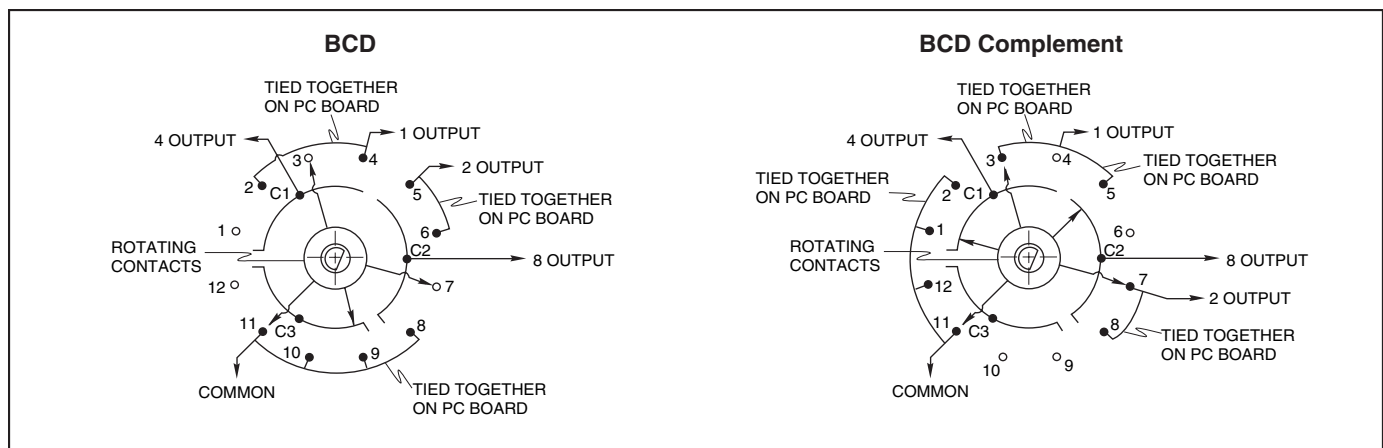 BCD
TIED TOGETHER
ON PC BOARD
4 OUTPUT
1 OUTPUT
3
4
2 OUTPUT
2
C1
5
TIED TOGETHER
ON PC BOARD
1
6
C2
ROTATING
CONTACTS
8 OUTPUT
12
7
11
C3
8
10
9
COMMON
TIED TOGETHER
ON PC BOARD
BCD Complement
TIED TOGETHER
ON PC BOARD
4 OUTPUT
1 OUTPUT
3
4
TIED TOGETHER
ON PC BOARD
TIED TOGETHER
ON PC BOARD
2
C1
5
1
6
C2
ROTATING
CONTACTS
8 OUTPUT
7
12
2 OUTPUT
11
C3
8
TIED TOGETHER
ON PC BOARD
10
9
COMMON